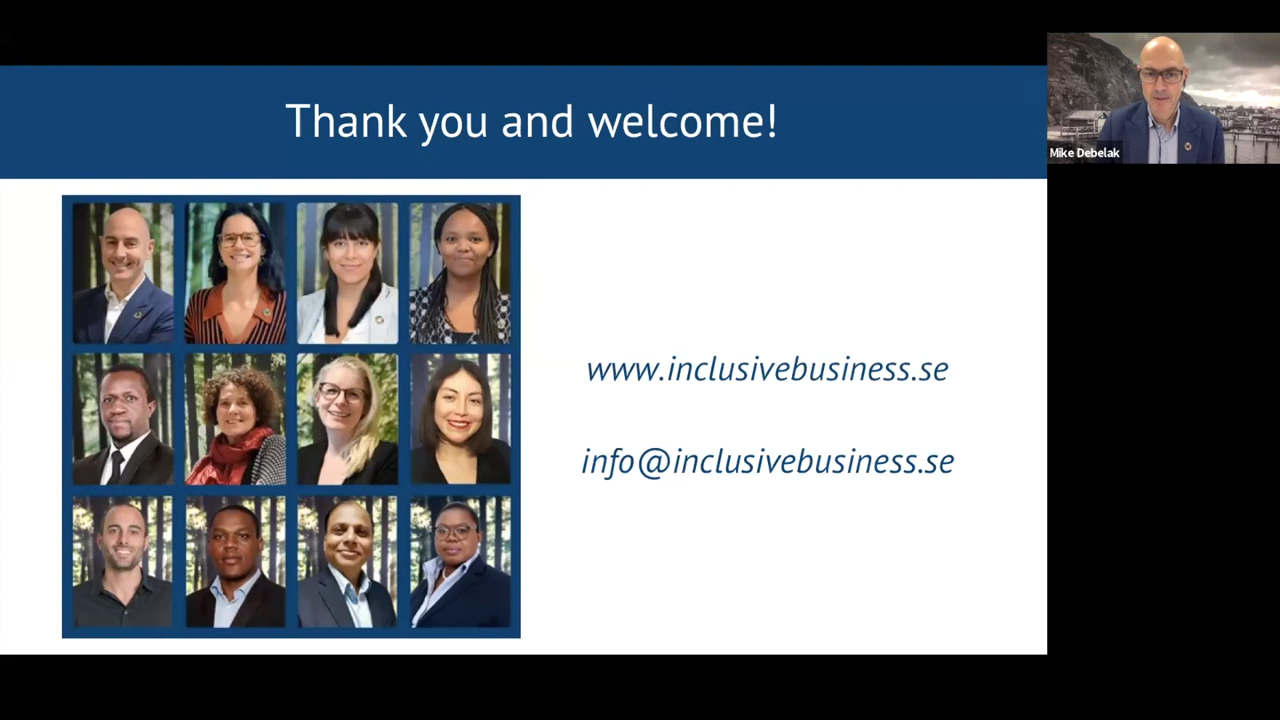 Thank you and welcome!
Mike Debelak
www.inclusivebusiness.se
info@inclusivebusiness.se